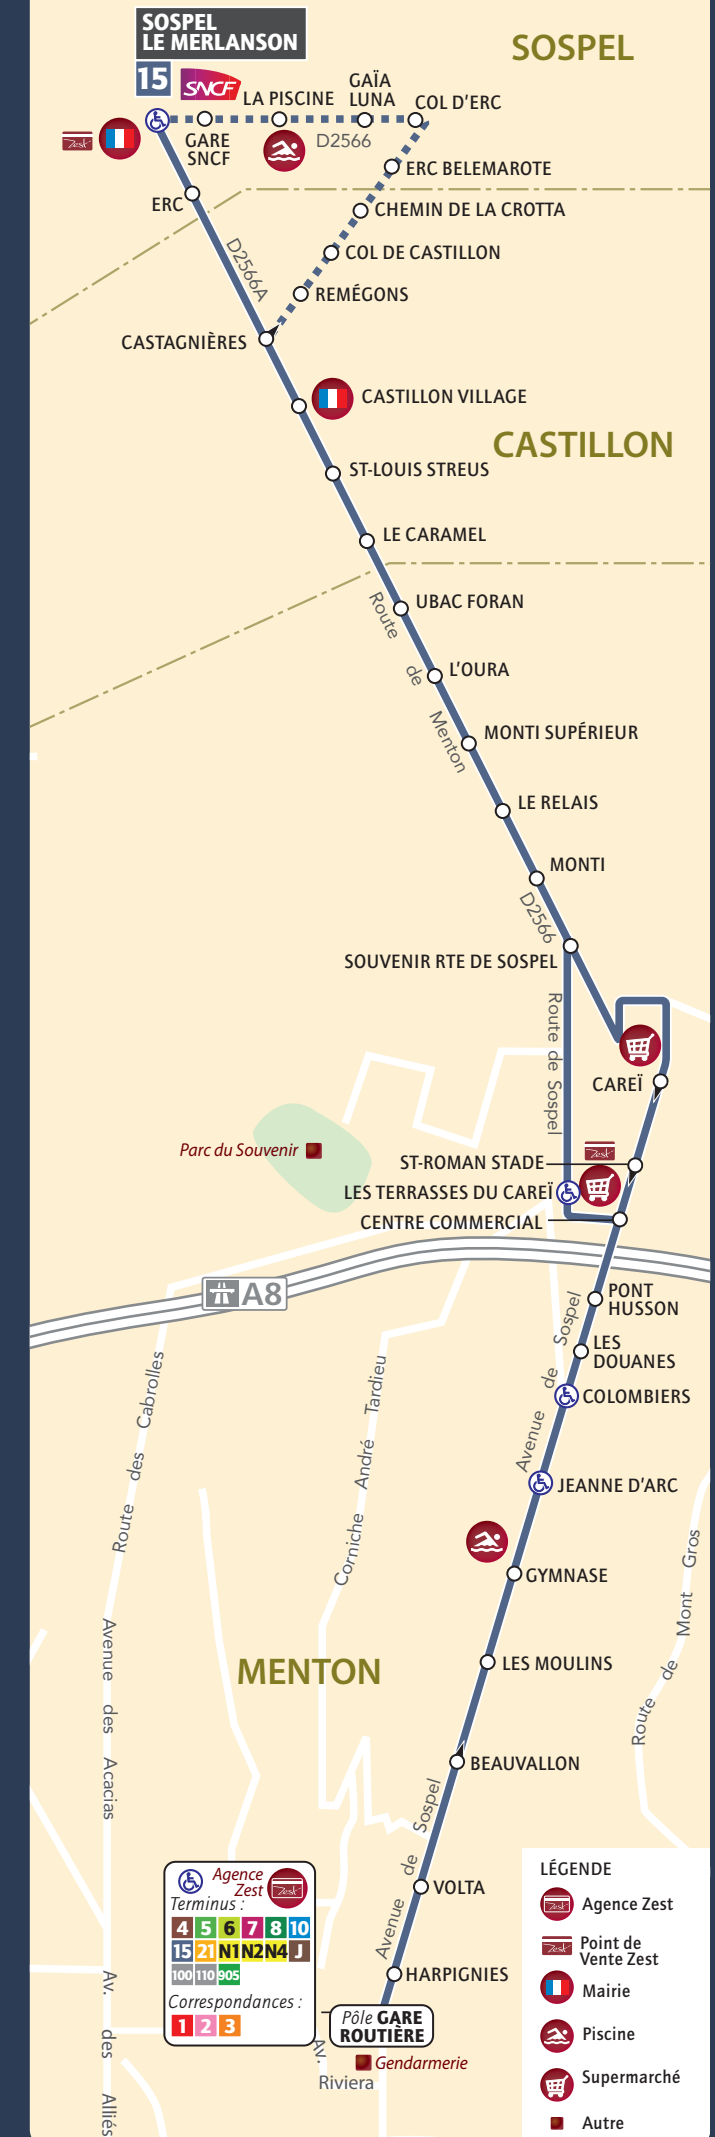 SOSPEL
LE MERLANSON
SOSPEL
15
SNCF
LA PISCINE
GAÏA
LUNA
COL D'ERC
GARE
SNCF
D2566
Zest
ERC BELEMAROTE
ERC
CHEMIN DE LA CROTTA
D2566A
COL DE CASTILLON
REMÉGONS
CASTAGNIÈRES
CASTILLON VILLAGE
CASTILLON
ST-LOUIS STREUS
LE CARAMEL
UBAC FORAN
Route de Menton
L'OURA
MONTI SUPÉRIEUR
LE RELAIS
MONTI
D2566
SOUVENIR RTE DE SOSPEL
Route de Sospel
CAREÏ
Parc du Souvenir
Zest
ST-ROMAN STADE
LES TERRASSES DU CAREÏ
CENTRE COMMERCIAL
A8
PONT
HUSSON
LES
DOUANES
COLOMBIERS
Avenue de Sospel
JEANNE D'ARC
Route des Cabrolles
Corniche André Tardieu
GYMNASE
Route de Mont Gros
Avenue des Acacias
MENTON
LES MOULINS
BEAUVALLON
Avenue de Sospel
VOLTA
HARPIGNIES
Agence
Zest
Zest
Terminus :
4 5 6 7 8 10
15 21 N1 N2 N4 J
100 110 905
Correspondances :
1 2 3
Pôle GARE
ROUTIÈRE
Gendarmerie
Av.
Riviera
Av. des Alliés
LÉGENDE
Zest
Agence Zest
Zest
Point de
Vente Zest
Mairie
Piscine
Supermarché
Autre